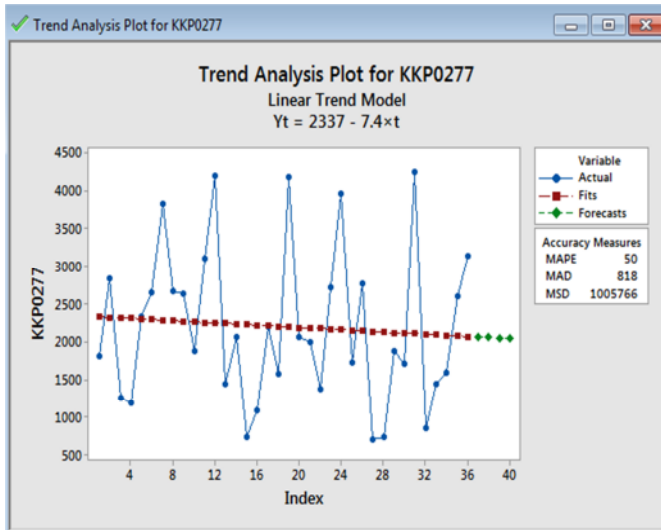 Trend Analysis Plot for KKP0277
Trend Analysis Plot for KKP0277
Linear Trend Model
Yt = 2337 - 7.4×t
4500
4000
3500
3000
2500
2000
1500
1000
500
KKP0277
4 8 12 16 20 24 28 32 36 40
Index
Variable
Actual
Fits
Forecasts
Accuracy Measures
MAPE 50
MAD 818
MSD 1005766